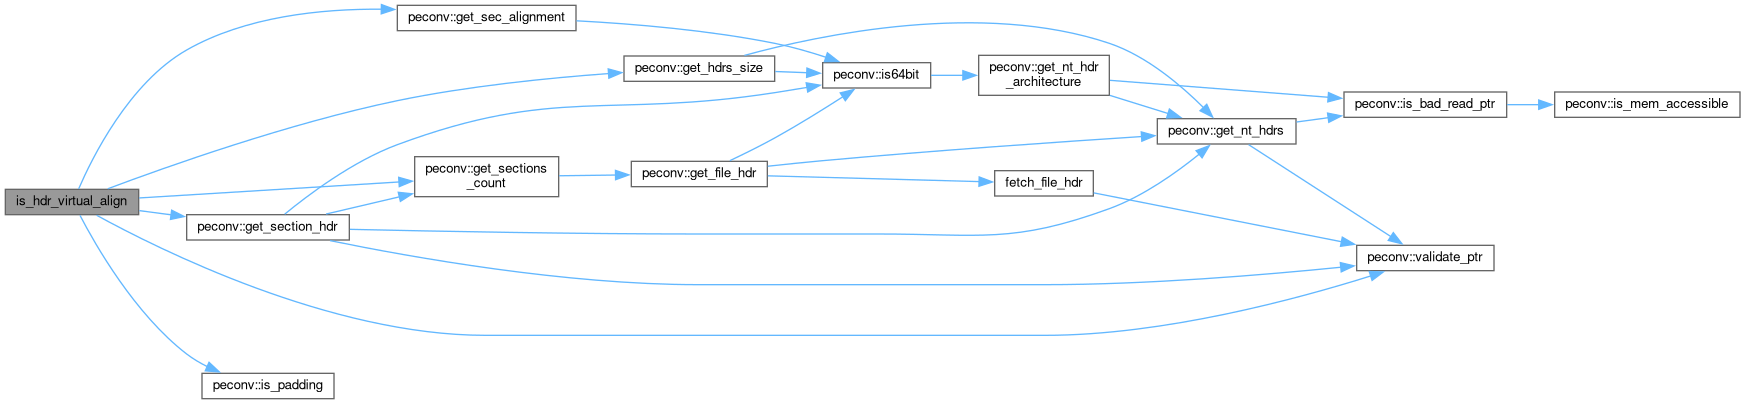 is_hdr_virtual_align
peconv::get_sec_alignment
peconv::get_hdrs_size
peconv::is64bit
peconv::get_nt_hdr
_architecture
peconv::is_bad_read_ptr
peconv::is_mem_accessible
peconv::get_nt_hdrs
peconv::get_sections
_count
peconv::get_file_hdr
fetch_file_hdr
peconv::get_section_hdr
peconv::validate_ptr
peconv::is_padding